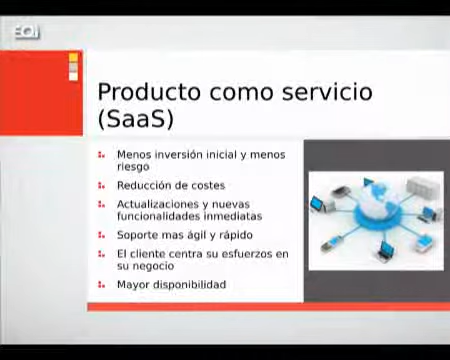 EOI
Producto como servicio
(SaaS)
Menos inversión inicial y menos
riesgo
Reducción de costes
Actualizaciones y nuevas
funcionalidades inmediatas
Soporte mas ágil y rápido
El cliente centra su esfuerzos en
su negocio
Mayor disponibilidad